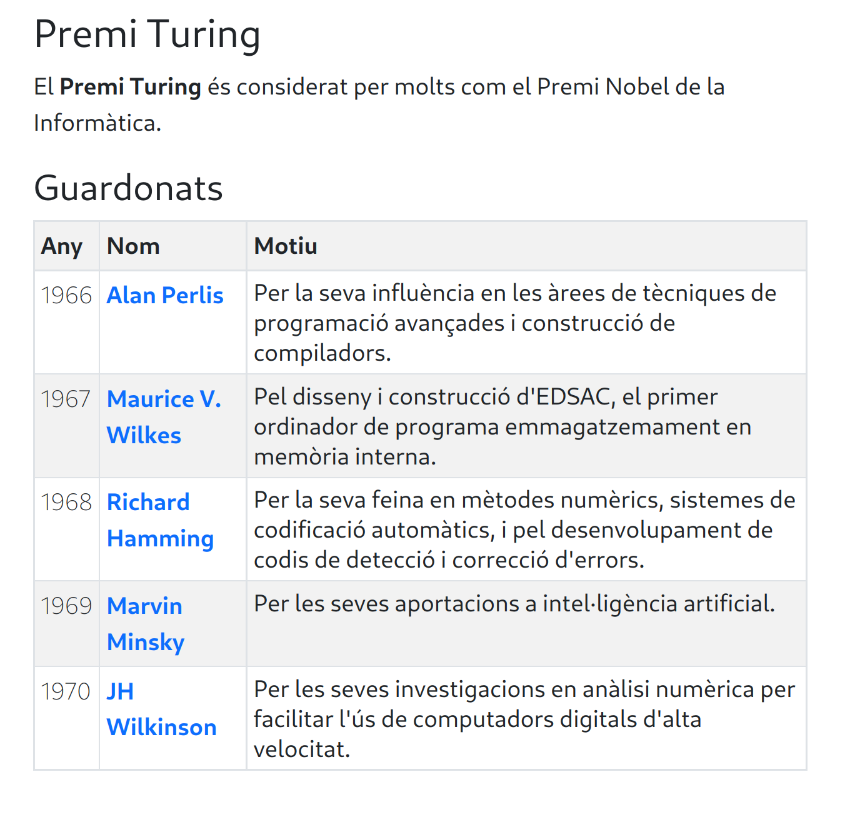 Premi Turing
El Premi Turing és considerat per molts com el Premi Nobel de la
Informàtica.
Guardonats
Any Nom Motiu
1966 Alan Perlis Per la seva influència en les àrees de tècniques de
programació avançades i construcció de
compiladors.
1967 Maurice V. Pel disseny i construcció d'EDSAC, el primer
Wilkes ordinador de programa emmagatzemament en
memòria interna.
1968 Richard Per la seva feina en mètodes numèrics, sistemes de
Hamming codificació automàtics, i pel desenvolupament de
codis de detecció i correcció d'errors.
1969 Marvin Per les seves aportacions a intel·ligència artificial.
Minsky
1970 JH Per les seves investigacions en anàlisi numèrica per
Wilkinson facilitar l'ús de computadors digitals d'alta
velocitat.